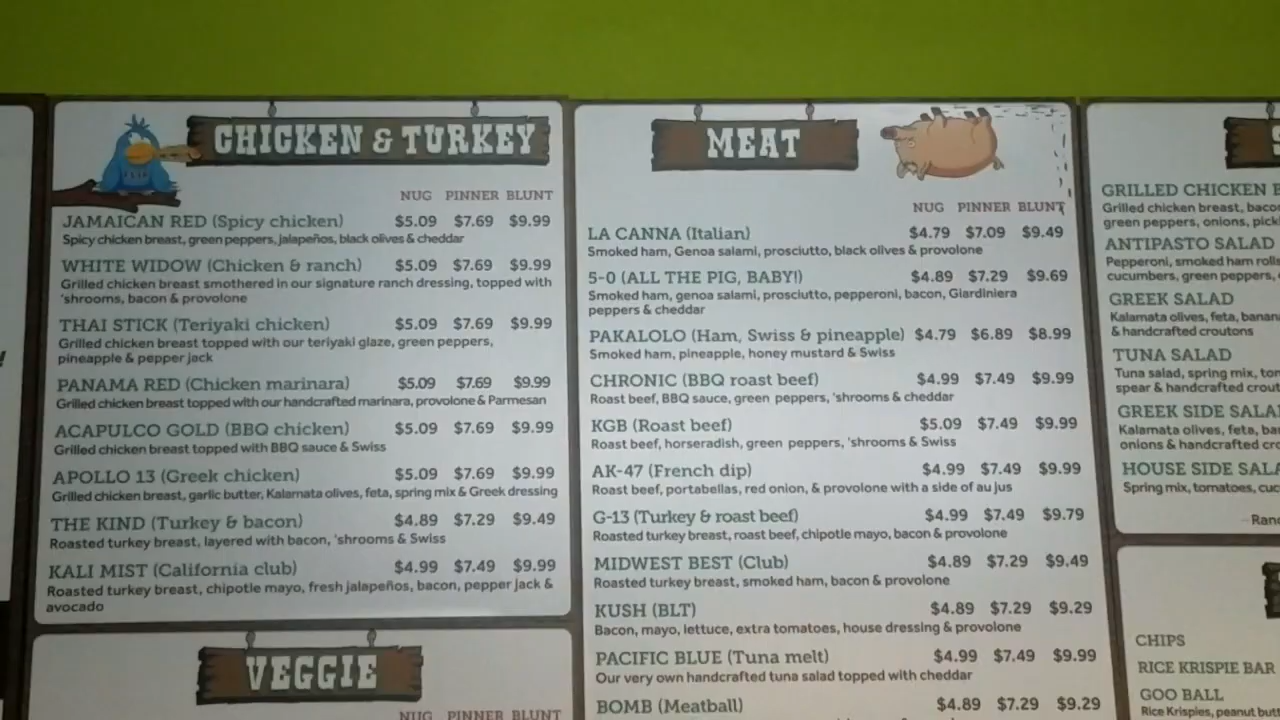 CHICKEN & TURKEY
NUG PINNER BLUNT
JAMAICAN RED (Spicy chicken) $5.09 $7.69 $9.99
Spicy chicken breast, green peppers, jalapeños, black olives & cheddar
WHITE WIDOW (Chicken & ranch) $5.09 $7.69 $9.99
Grilled chicken breast smothered in our signature ranch dressing, topped with
'shrooms, bacon & provolone
THAI STICK (Teriyaki chicken) $5.09 $7.69 $9.99
Grilled chicken breast topped with our teriyaki glaze, green peppers,
pineapple & pepper jack
PANAMA RED (Chicken marinara) $5.09 $7.69 $9.99
Grilled chicken breast topped with our handcrafted marinara, provolone & Parmesan
ACAPULCO GOLD (BBQ chicken) $5.09 $7.69 $9.99
Grilled chicken breast topped with BBQ sauce & Swiss
APOLLO 13 (Greek chicken) $5.09 $7.69 $9.99
Grilled chicken breast, garlic butter, Kalamata olives, feta, spring mix & Greek dressing
THE KIND (Turkey & bacon) $4.89 $7.29 $9.49
Roasted turkey breast, layered with bacon, 'shrooms & Swiss
KALI MIST (California club) $4.99 $7.49 $9.99
Roasted turkey breast, chipotle mayo, fresh jalapeños, bacon, pepper jack &
avocado
VEGGIE
NUG PINNER BLUNT
MEAT
NUG PINNER BLUNT
LA CANNA (Italian) $4.79 $7.09 $9.49
Smoked ham, Genoa salami, prosciutto, black olives & provolone
5-0 (ALL THE PIG, BABY!) $4.89 $7.29 $9.69
Smoked ham, genoa salami, prosciutto, pepperoni, bacon, Giardiniera
peppers & cheddar
PAKALOLO (Ham, Swiss & pineapple) $4.79 $6.89 $8.99
Smoked ham, pineapple, honey mustard & Swiss
CHRONIC (BBQ roast beef) $4.99 $7.49 $9.99
Roast beef, BBQ sauce, green peppers, 'shrooms & cheddar
KGB (Roast beef) $5.09 $7.49 $9.99
Roast beef, horseradish, green peppers, 'shrooms & Swiss
AK-47 (French dip) $4.99 $7.49 $9.99
Roast beef, portabellas, red onion, & provolone with a side of au jus
G-13 (Turkey & roast beef) $4.99 $7.49 $9.79
Roasted turkey breast, roast beef, chipotle mayo, bacon & provolone
MIDWEST BEST (Club) $4.89 $7.29 $9.49
Roasted turkey breast, smoked ham, bacon & provolone
KUSH (BLT) $4.89 $7.29 $9.29
Bacon, mayo, lettuce, extra tomatoes, house dressing & provolone
PACIFIC BLUE (Tuna melt) $4.99 $7.49 $9.99
Our very own handcrafted tuna salad topped with cheddar
BOMB (Meatball) $4.89 $7.29 $9.29
GRILLED CHICKEN
Grilled chicken breast,
green peppers, onions,
ANTIPASTO SALAD
Pepperoni, smoked ham
cucumbers, green peppers,
GREEK SALAD
Kalamata olives, feta,
& handcrafted croutons
TUNA SALAD
Tuna salad, spring mix,
spear & handcrafted
GREEK SIDE
Kalamata olives, feta,
onions & handcrafted
HOUSE SIDE
Spring mix, tomatoes,
CHIPS
RICE KRISPIE BAR
GOO BALL
Rice Krispies, peanut